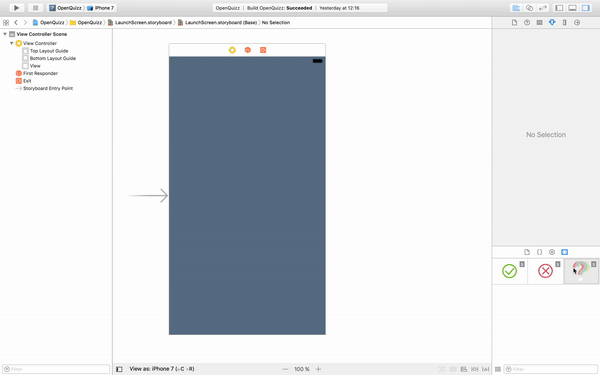 OpenQuizz
iPhone 7
OpenQuizz
Build OpenQuizz: Succeeded
Yesterday at 12:16
OpenQuizz
OpenQuizz
LaunchScreen.storyboard
LaunchScreen.storyboard (Base)
No Selection
View Controller Scene
View Controller
Top Layout Guide
Bottom Layout Guide
View
First Responder
Exit
Storyboard Entry Point
No Selection
Filter
View as: iPhone 7
100 %
Filter